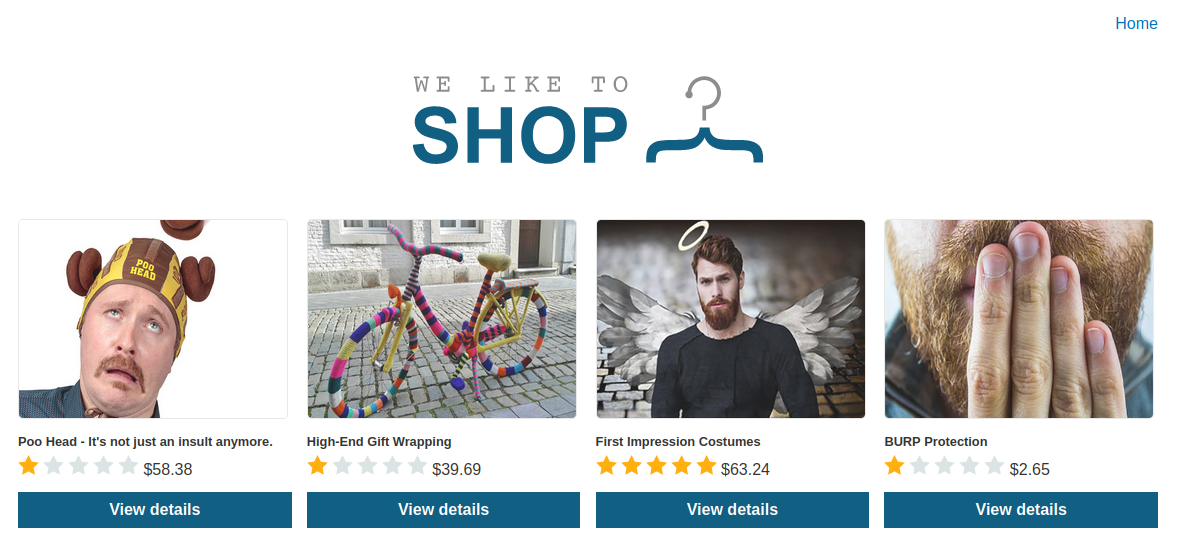 Home
WE LIKE TO
SHOP
POO
HEAD
Poo Head - It's not just an insult anymore.
$58.38
View details
High-End Gift Wrapping
$39.69
View details
First Impression Costumes
$63.24
View details
BURP Protection
$2.65
View details